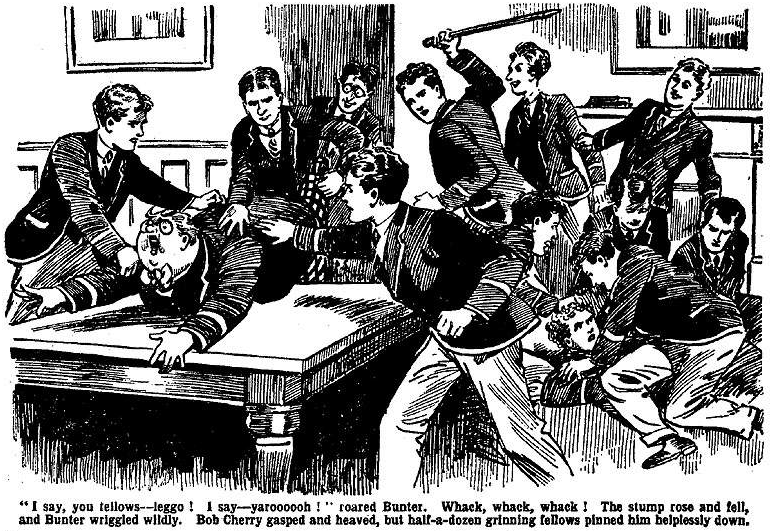 "I say, you fellows—leggo! I say—yaroooooh!" roared Bunter. Whack, whack, whack! The stump rose and fell,
and Bunter wriggled wildly. Bob Cherry gasped and heaved, but half-a-dozen grinning fellows pinned him helplessly down.